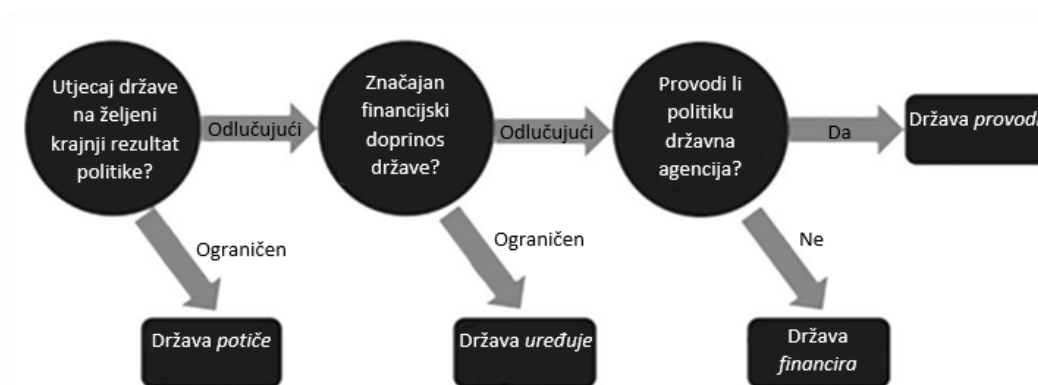 Utjecaj države
na željeni
krajnji rezultat
politike?
Odlučujući
Značajan
financijski
doprinos
države?
Odlučujući
Provodi li
politiku
državna
agencija?
Da
Država provodi
Ograničen
Ograničen
Ne
Država potiče
Država uređuje
Država
financira